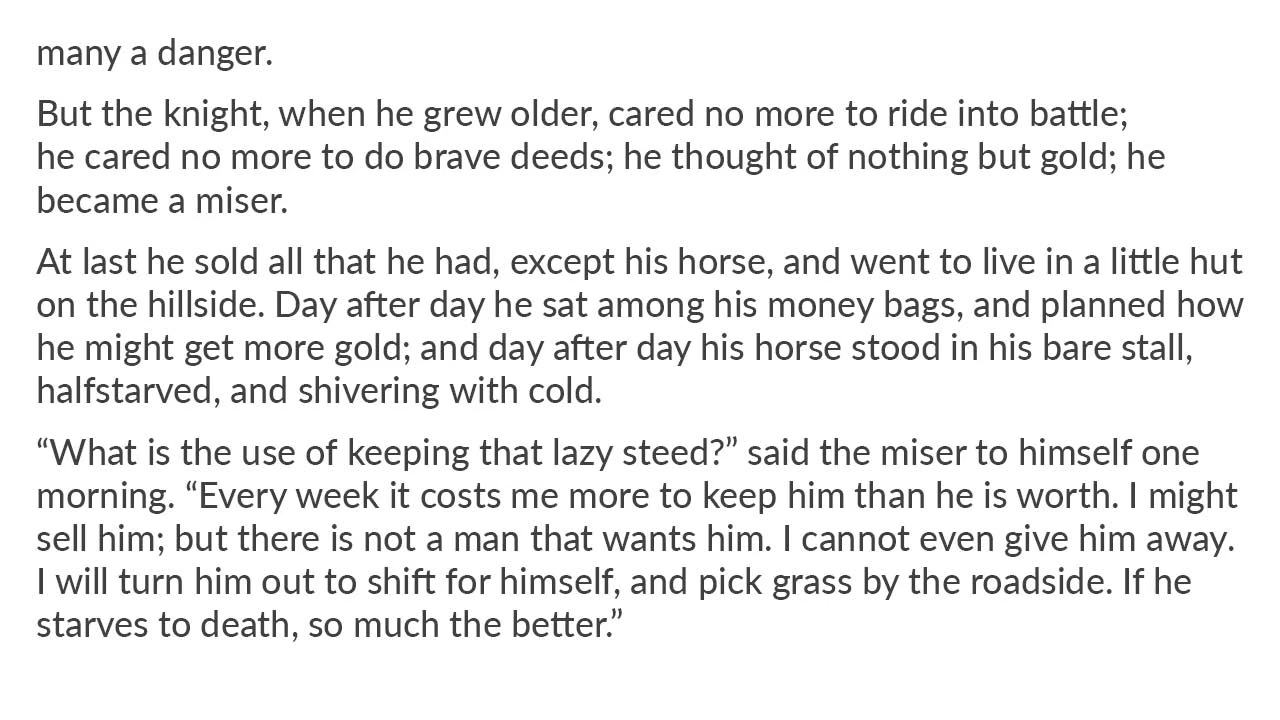 many a danger.
But the knight, when he grew older, cared no more to ride into battle;
he cared no more to do brave deeds; he thought of nothing but gold; he
became a miser.
At last he sold all that he had, except his horse, and went to live in a little hut
on the hillside. Day after day he sat among his money bags, and planned how
he might get more gold; and day after day his horse stood in his bare stall,
halfstarved, and shivering with cold.
“What is the use of keeping that lazy steed?” said the miser to himself one
morning. “Every week it costs me more to keep him than he is worth. I might
sell him; but there is not a man that wants him. I cannot even give him away.
I will turn him out to shift for himself, and pick grass by the roadside. If he
starves to death, so much the better.”